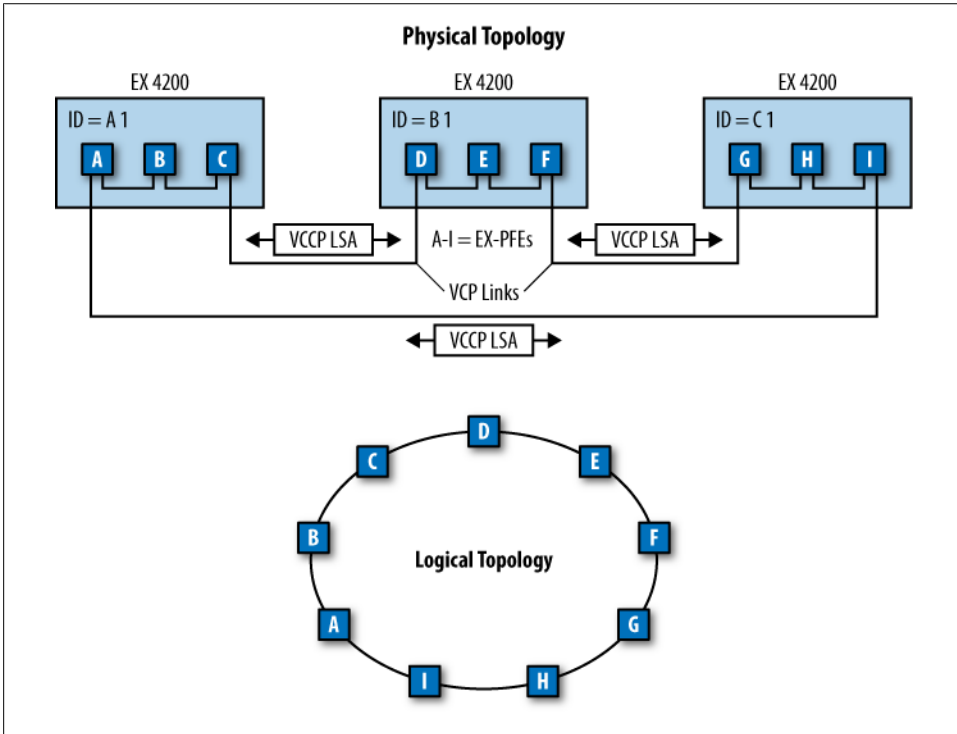 Physical Topology
EX 4200
EX 4200
EX 4200
ID = A 1
ID = B 1
ID = C 1
A
B
C
D
E
F
G
H
I
VCCP LSA
A-I = EX-PFEs
VCCP LSA
VCP Links
VCCP LSA
D
C
E
B
F
Logical Topology
A
G
I
H